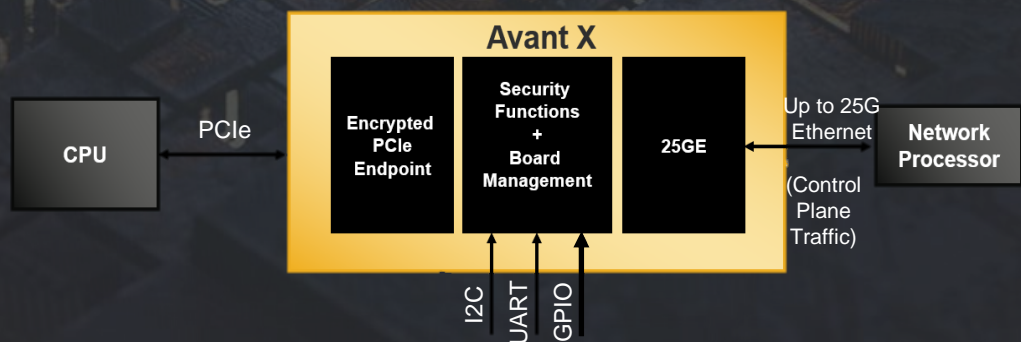 Avant X
CPU
PCIe
Encrypted
PCIe
Endpoint
Security
Functions
+
Board
Management
25GE
Up to 25G
Ethernet
(Control
Plane
Traffic)
Network
Processor
I2C
UART
GPIO